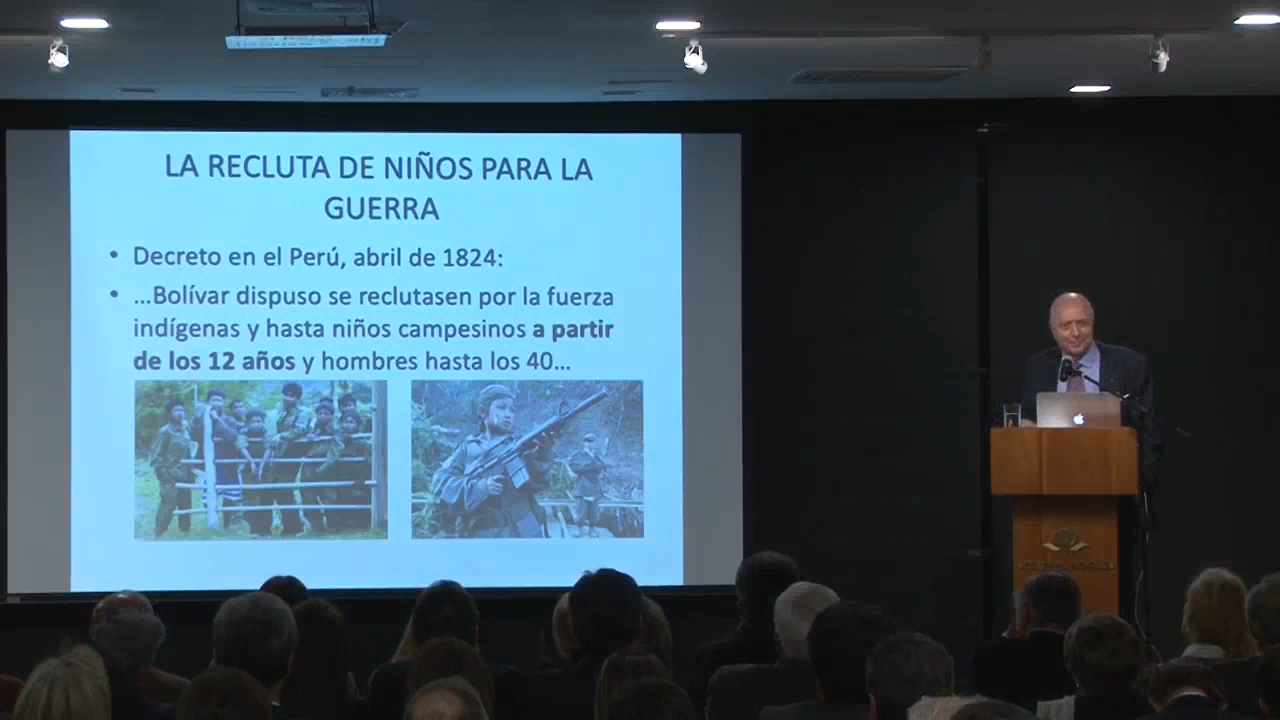 LA RECLUTA DE NIÑOS PARA LA
GUERRA
• Decreto en el Perú, abril de 1824:
• …Bolívar dispuso se reclutasen por la fuerza
indígenas y hasta niños campesinos a partir
de los 12 años y hombres hasta los 40…